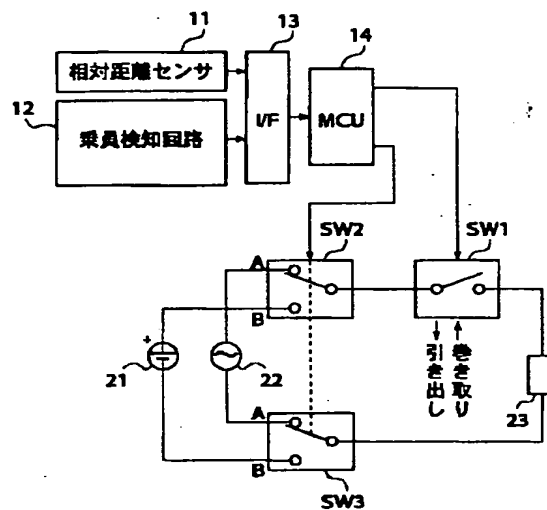 11
13
14
相対距離センサ
12
乗員検知回路
I/F
MCU
SW2
SW1
A
B
+
21
22
引き出し
巻き取り
23
A
B
SW3